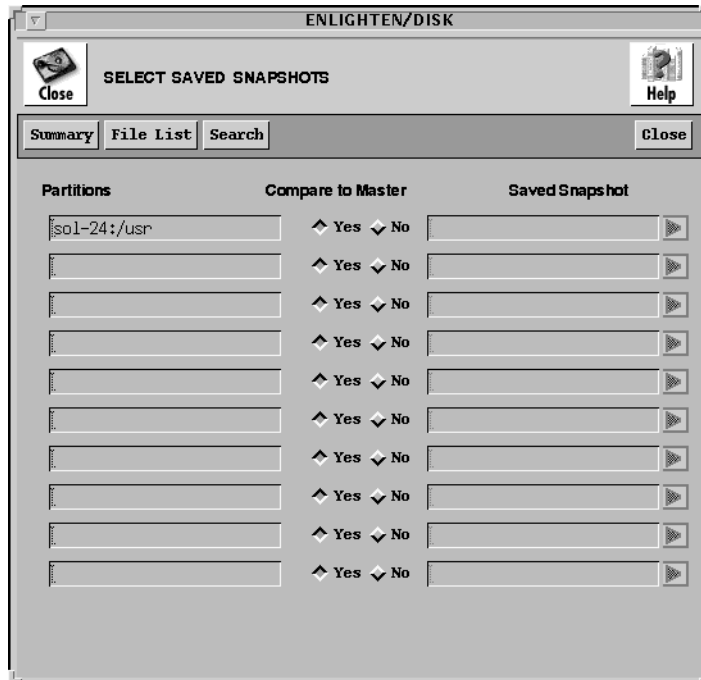 ENLIGHTEN/DISK
Close
SELECT SAVED SNAPSHOTS
Help
Summary File List Search Close
Partitions Compare to Master Saved Snapshot
sol-24:/usr Yes No
Yes No
Yes No
Yes No
Yes No
Yes No
Yes No
Yes No
Yes No
Yes No